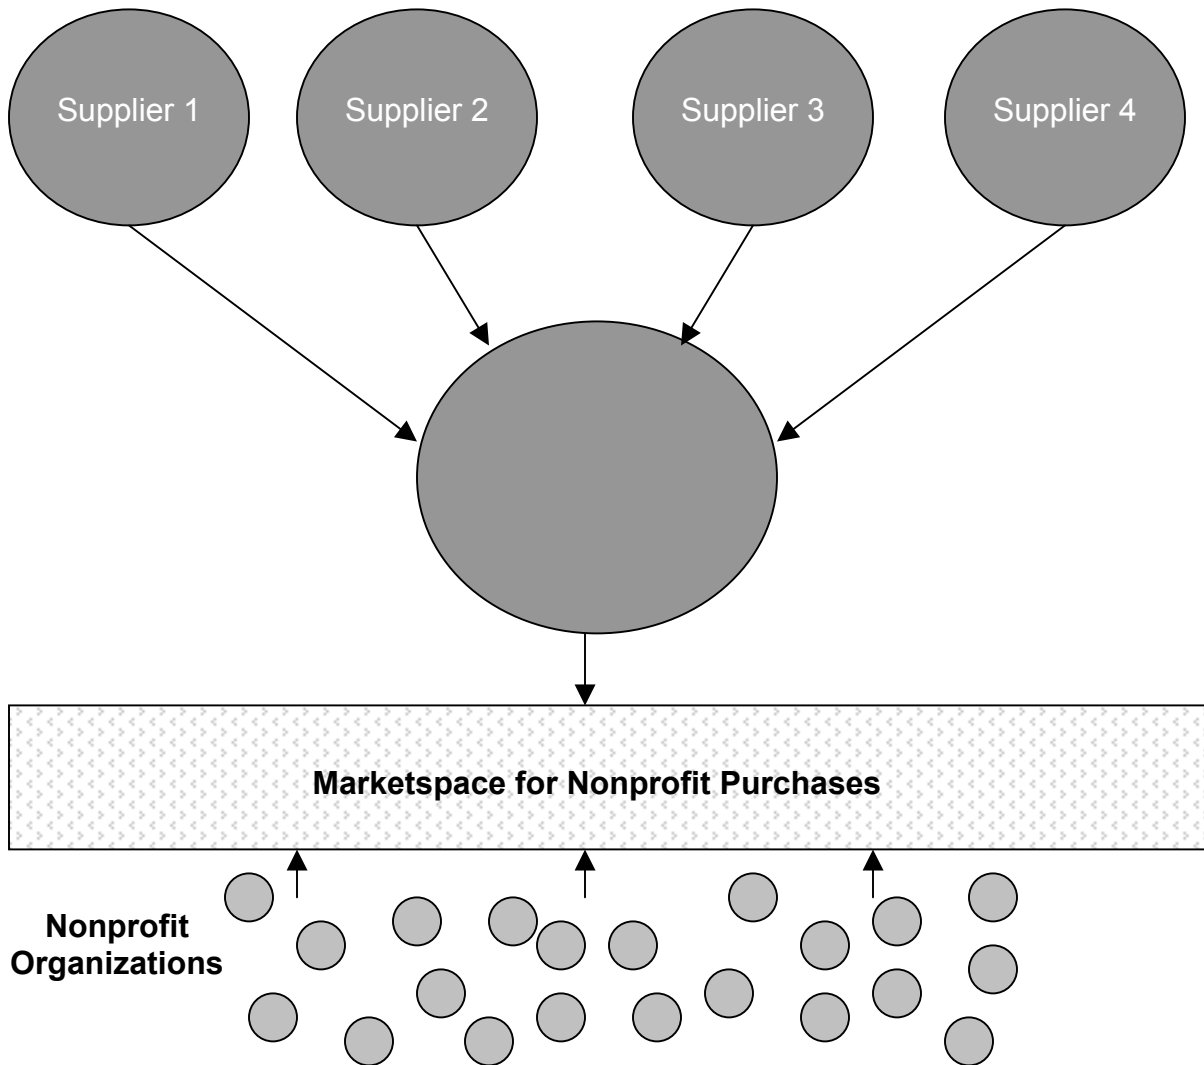 Supplier 1
Supplier 2
Supplier 3
Supplier 4
Marketspace for Nonprofit Purchases
Nonprofit
Organizations